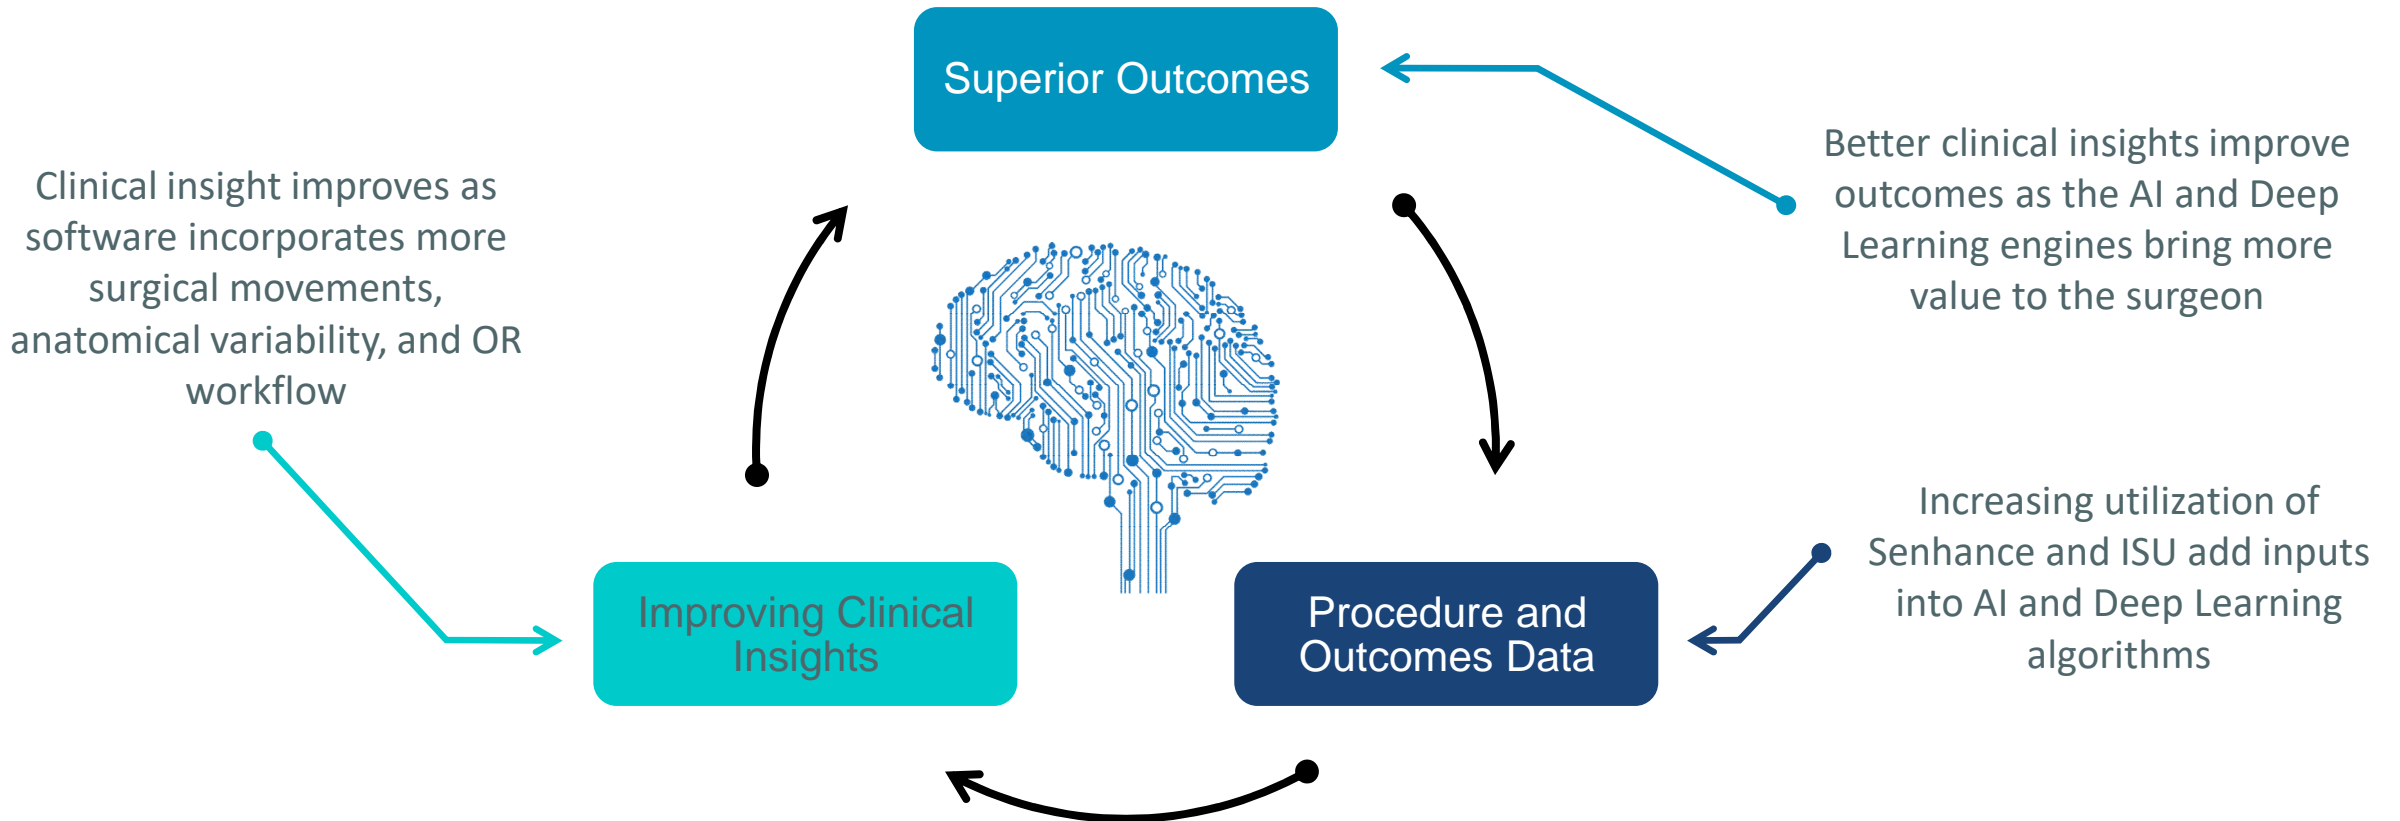 Superior Outcomes
Better clinical insights improve
outcomes as the AI and Deep
Learning engines bring more
value to the surgeon
Clinical insight improves as
software incorporates more
surgical movements,
anatomical variability, and OR
workflow
Increasing utilization of
Senhance and ISU add inputs
into AI and Deep Learning
algorithms
Improving Clinical
Insights
Procedure and
Outcomes Data